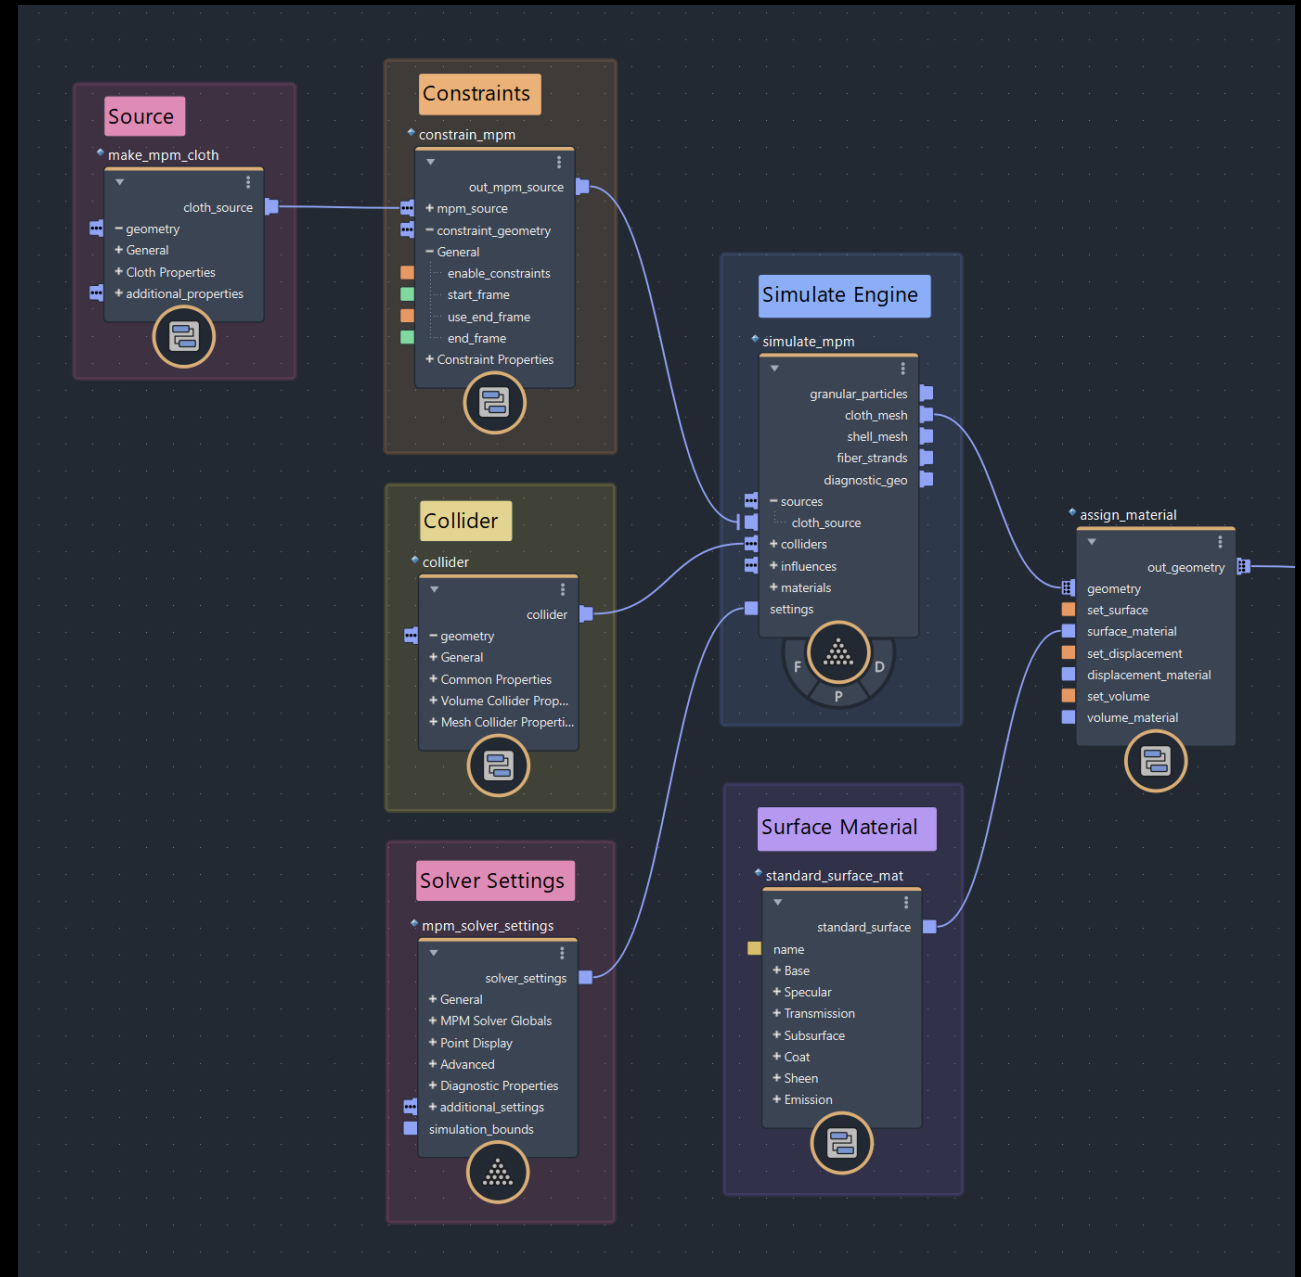 Source
make_mpm_cloth
cloth_source
geometry
General
Cloth Properties
additional_properties
Constraints
constrain_mpm
out_mpm_source
mpm_source
constraint_geometry
General
enable_constraints
start_frame
use_end_frame
end_frame
Constraint Properties
Collider
collider
collider
geometry
General
Common Properties
Volume Collider Prop...
Mesh Collider Properti...
Solver Settings
mpm_solver_settings
solver_settings
General
MPM Solver Globals
Point Display
Advanced
Diagnostic Properties
additional_settings
simulation_bounds
Simulate Engine
simulate_mpm
granular_particles
cloth_mesh
shell_mesh
fiber_strands
diagnostic_geo
sources
cloth_source
colliders
influences
materials
settings
F
D
P
Surface Material
standard_surface_mat
standard_surface
name
Base
Specular
Transmission
Subsurface
Coat
Sheen
Emission
assign_material
out_geometry
geometry
set_surface
surface_material
set_displacement
displacement_material
set_volume
volume_material